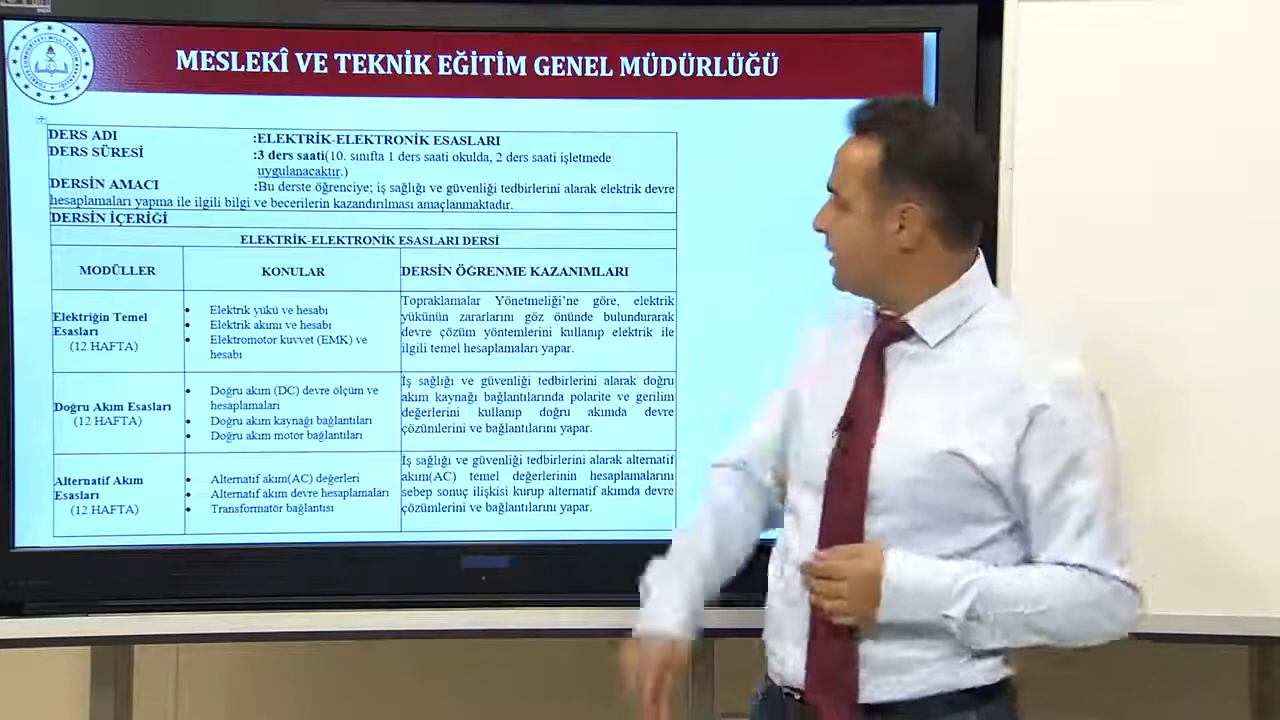 MESLEKÎ VE TEKNİK EĞİTİM GENEL MÜDÜRLÜĞÜ
DERS ADI :ELEKTRİK-ELEKTRONİK ESASLARI
DERS SÜRESİ :3 ders saati(10. sınıfta 1 ders saati okulda, 2 ders saati işletmede
uygulanacaktır.)
DERSİN AMACI :Bu derste öğrenciye; iş sağlığı ve güvenliği tedbirlerini alarak elektrik devre
hesaplamaları yapma ile ilgili bilgi ve becerilerin kazandırılması amaçlanmaktadır.
DERSİN İÇERİĞİ
ELEKTRİK-ELEKTRONİK ESASLARI DERSİ
MODÜLLER KONULAR DERSİN ÖĞRENME KAZANIMLARI
Elektriğin Temel
Esasları
(12 HAFTA)
• Elektrik yükü ve hesabı
• Elektrik akımı ve hesabı
• Elektromotor kuvvet (EMK) ve
hesabı
Topraklamalar Yönetmeliği'ne göre, elektrik
yükünün zararlarını göz önünde bulundurarak
devre çözüm yöntemlerini kullanıp elektrik ile
ilgili temel hesaplamaları yapar.
Doğru Akım Esasları
(12 HAFTA)
• Doğru akım (DC) devre ölçüm ve
hesaplamaları
• Doğru akım kaynağı bağlantıları
• Doğru akım motor bağlantıları
İş sağlığı ve güvenliği tedbirlerini alarak doğru
akım kaynağı bağlantılarında polarite ve gerilim
değerlerini kullanıp doğru akımda devre
çözümlerini ve bağlantılarını yapar.
Alternatif Akım
Esasları
(12 HAFTA)
• Alternatif akım(AC) değerleri
• Alternatif akım devre hesaplamaları
• Transformatör bağlantısı
İş sağlığı ve güvenliği tedbirlerini alarak alternatif
akım(AC) temel değerlerinin hesaplamalarını
sebep sonuç ilişkisi kurup alternatif akımda devre
çözümlerini ve bağlantılarını yapar.